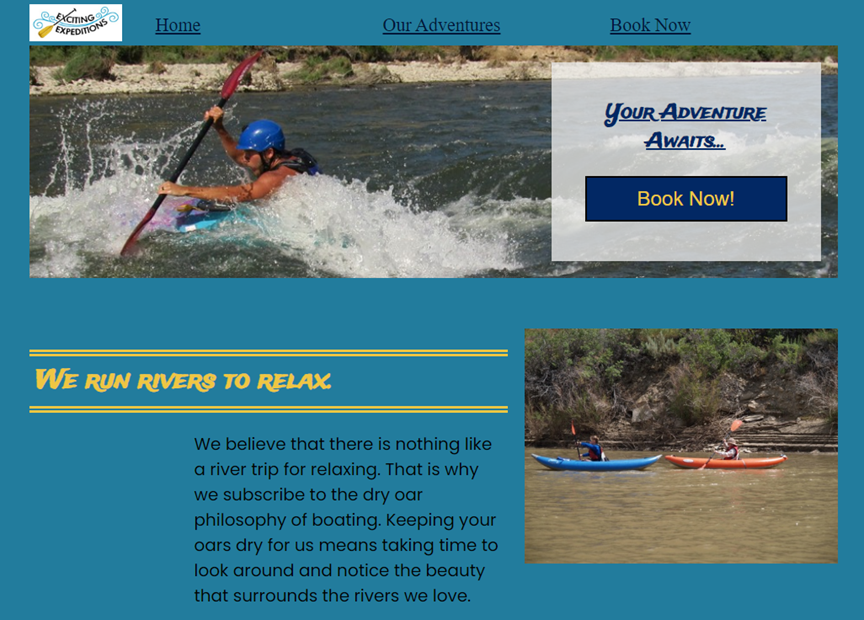 EXCITING
EXPEDITIONS
Home
Our Adventures
Book Now
Your Adventure
Awaits...
Book Now!
We run rivers to relax.
We believe that there is nothing like
a river trip for relaxing. That is why
we subscribe to the dry oar
philosophy of boating. Keeping your
oars dry for us means taking time to
look around and notice the beauty
that surrounds the rivers we love.